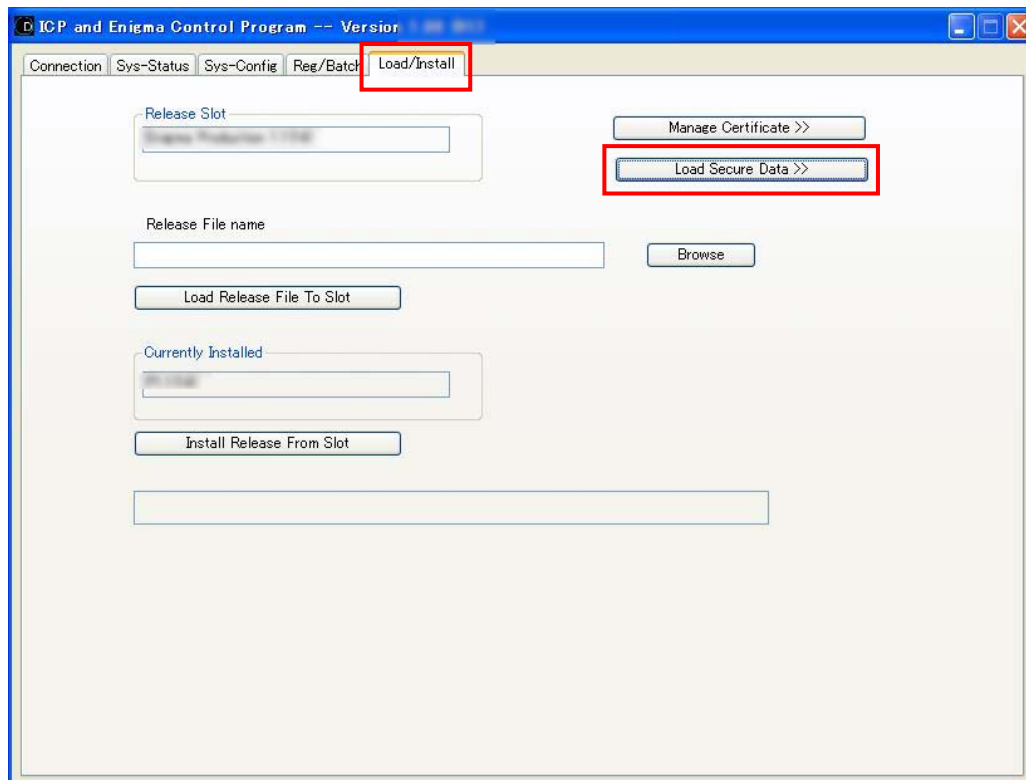 ICP and Enigma Control Program -- Version
Connection Sys-Status Sys-Config Reg/Batch Load/Install
Release Slot
Manage Certificate >>
Load Secure Data >>
Release File name
Browse
Load Release File To Slot
Currently Installed
Install Release From Slot